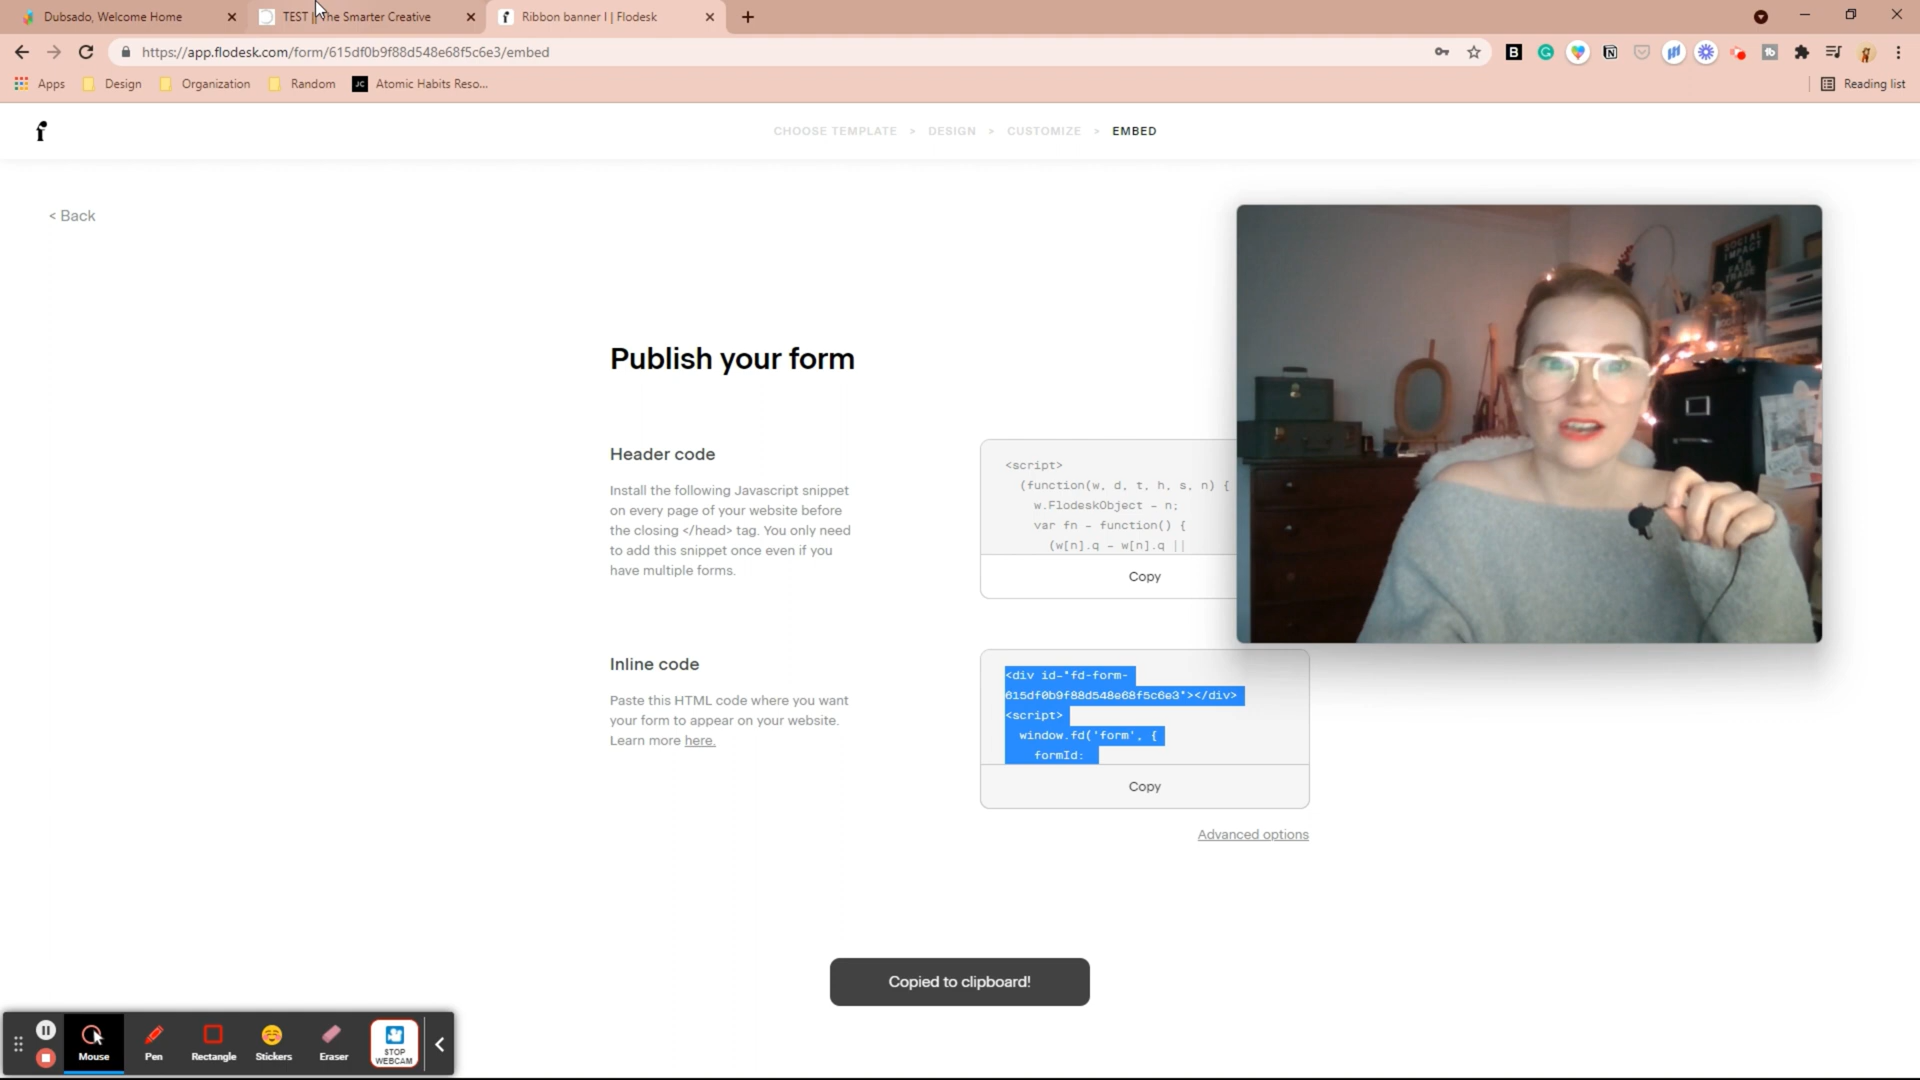 Dubsado, Welcome Home
TEST || The Smarter Creative
Ribbon banner I | Flodesk
https://app.flodesk.com/form/615df0b9f88d548e68f5c6e3/embed
Apps
Design
Organization
Random
JC
Atomic Habits Reso...
Reading list
CHOOSE TEMPLATE > DESIGN > CUSTOMIZE > EMBED
< Back
SOCIAL
IMPACT
&
FAIR
TRADE
Publish your form
Header code
Install the following Javascript snippet
on every page of your website before
the closing </head> tag. You only need
to add this snippet once even if you
have multiple forms.
<script>
(function(w, d, t, h, s, n) {
w.FlodeskObject = n;
var fn = function() {
(w[n].q = w[n].q ||
Copy
Inline code
Paste this HTML code where you want
your form to appear on your website.
Learn more here.
<div id="fd-form-
615df0b9f88d548e68f5c6e3"></div>
<script>
window.fd('form', {
formId:
Copy
Advanced options
Copied to clipboard!
Mouse
Pen
Rectangle
Stickers
Eraser
STOP
WEBCAM